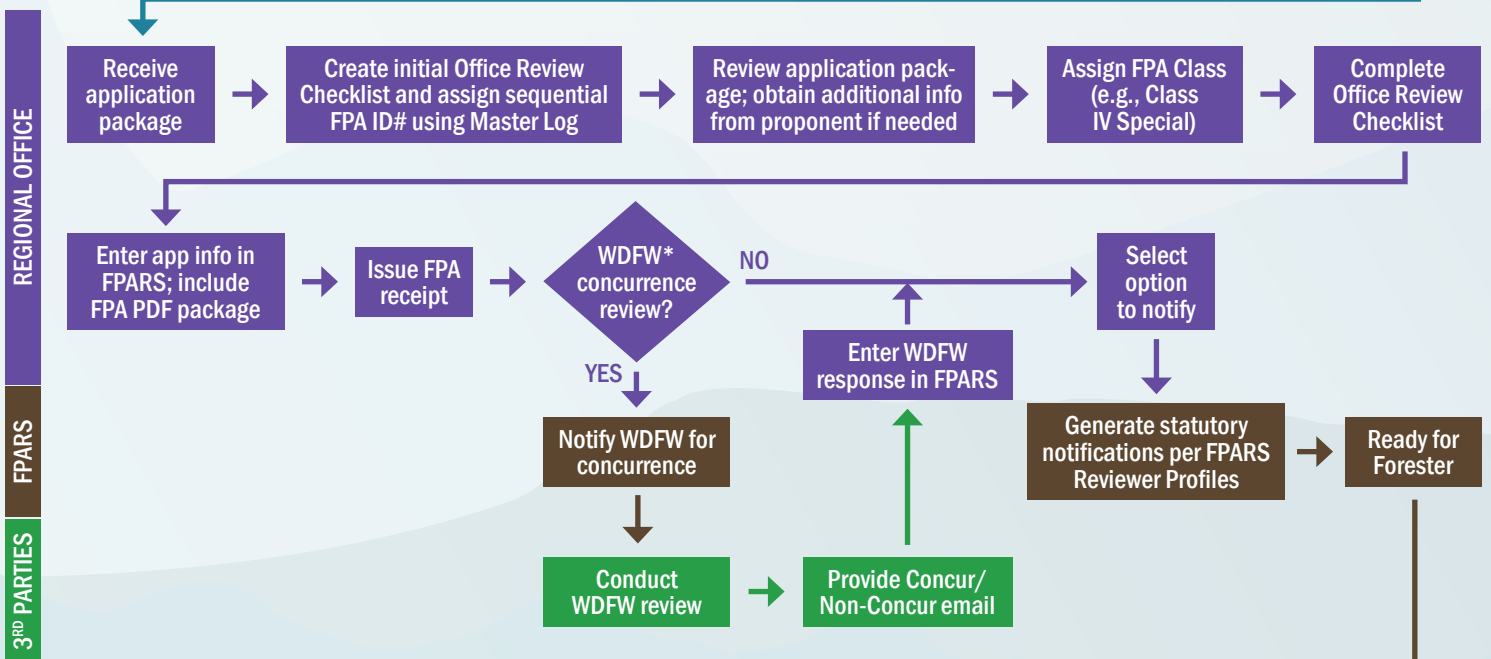 REGIONAL OFFICE
Receive
application
package
Create initial Office Review
Checklist and assign sequential
FPA ID# using Master Log
Review application pack-
age; obtain additional info
from proponent if needed
Assign FPA Class
(e.g., Class
IV Special)
Complete
Office Review
Checklist
Enter app info in
FPARS; include
FPA PDF package
Issue FPA
receipt
WDFW*
concurrence
review?
NO
YES
Select
option
to notify
Enter WDFW
response in FPARS
FPARS
Notify WDFW for
concurrence
Generate statutory
notifications per FPARS
Reviewer Profiles
Ready for
Forester
3RD PARTIES
Conduct
WDFW review
Provide Concur/
Non-Concur email